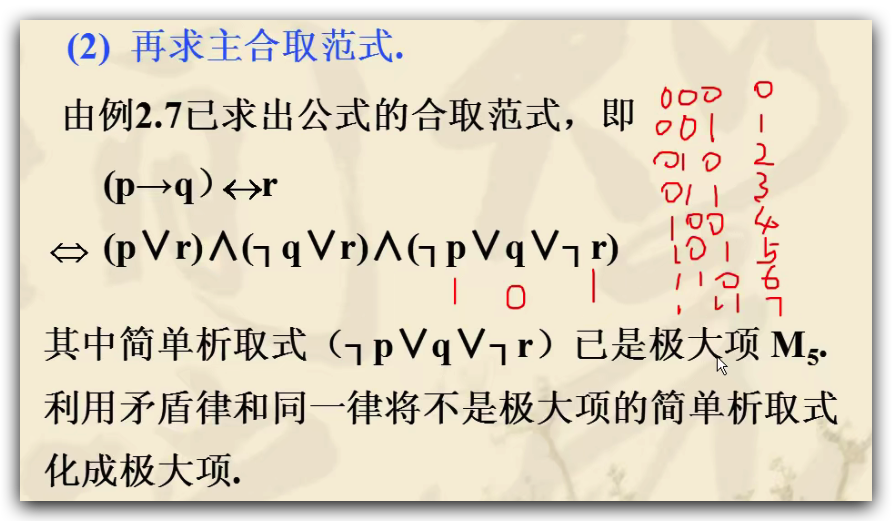 (2) 再求主合取范式.
由例2.7已求出公式的合取范式，即
(p→q）↔r
⇔ (p∨r)∧(┐q∨r)∧(┐p∨q∨┐r)
1 0 1
其中简单析取式（┐p∨q∨┐r）已是极大项 M₅.
利用矛盾律和同一律将不是极大项的简单析取式
化成极大项.
000 0
001 1
010 2
011 3
100 4
101 5
110 6
111 7